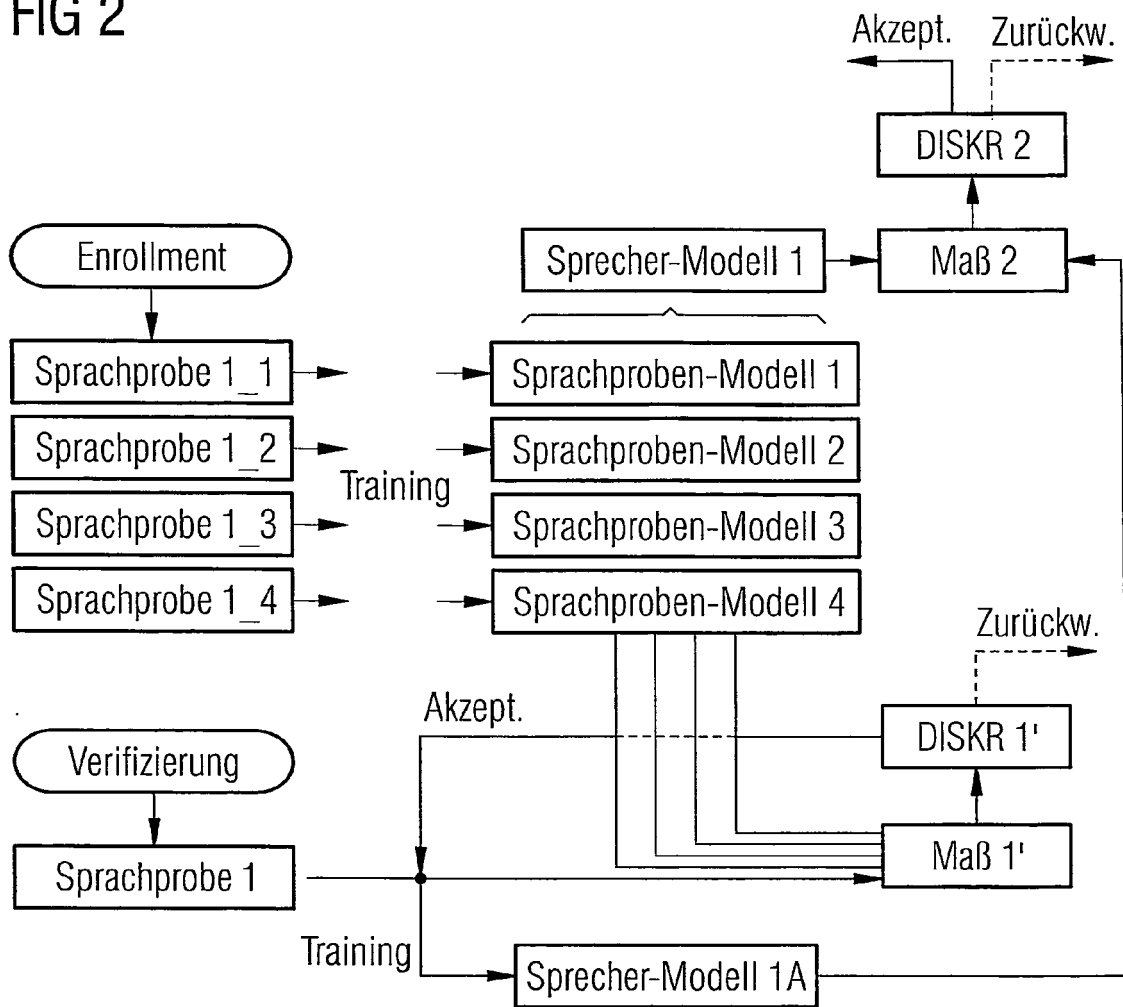 FIG 2
Akzept. Zurückw.
DISKR 2
Enrollment
Sprecher-Modell 1
Maß 2
Sprachprobe 1_1
Sprachproben-Modell 1
Sprachprobe 1_2
Sprachproben-Modell 2
Training
Sprachprobe 1_3
Sprachproben-Modell 3
Sprachprobe 1_4
Sprachproben-Modell 4
Zurückw.
Akzept.
DISKR 1'
Verifizierung
Maß 1'
Sprachprobe 1
Training
Sprecher-Modell 1A